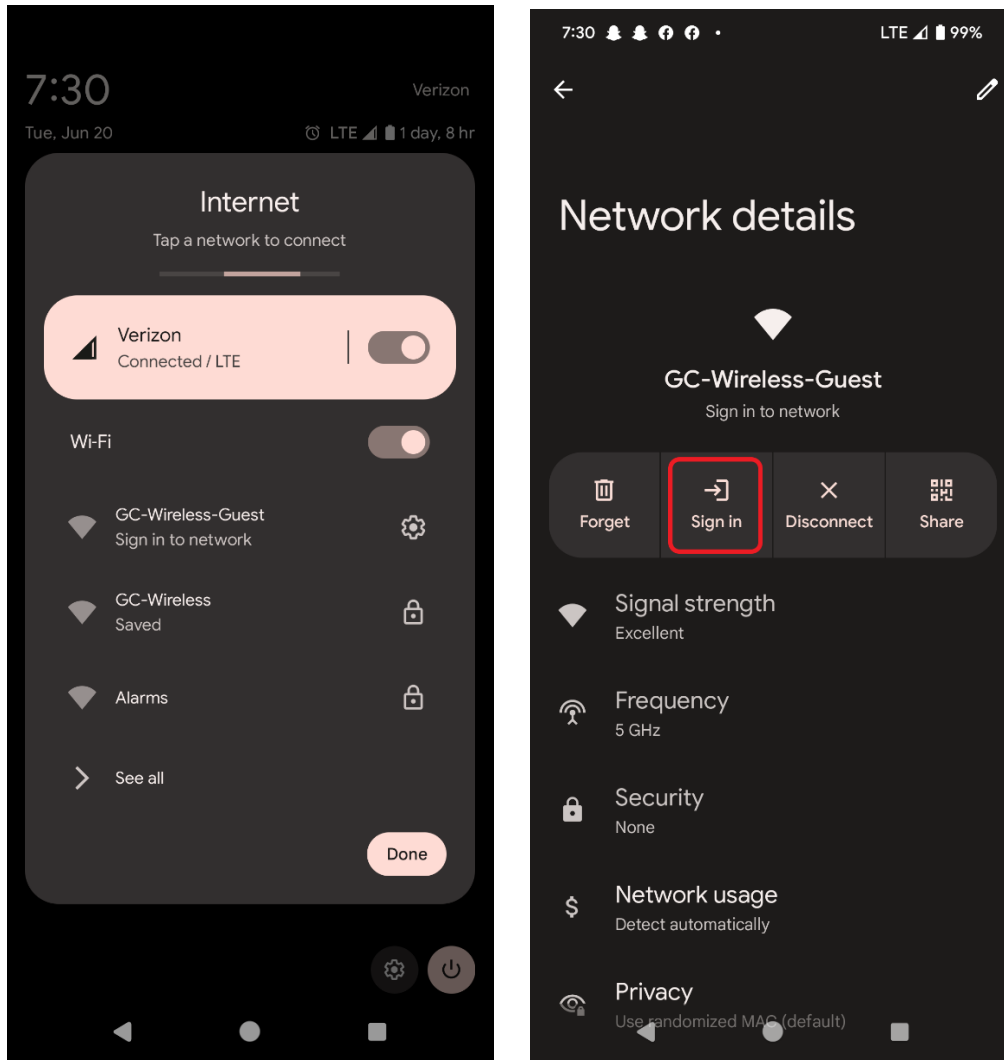 7:30
Verizon
Tue, Jun 20
LTE 1 day, 8 hr
Internet
Tap a network to connect
Verizon
Connected / LTE
Wi-Fi
GC-Wireless-Guest
Sign in to network
GC-Wireless
Saved
Alarms
See all
Done
7:30
LTE 99%
Network details
GC-Wireless-Guest
Sign in to network
Forget
Sign in
Disconnect
Share
Signal strength
Excellent
Frequency
5 GHz
Security
None
Network usage
Detect automatically
Privacy
Use randomized MAC (default)